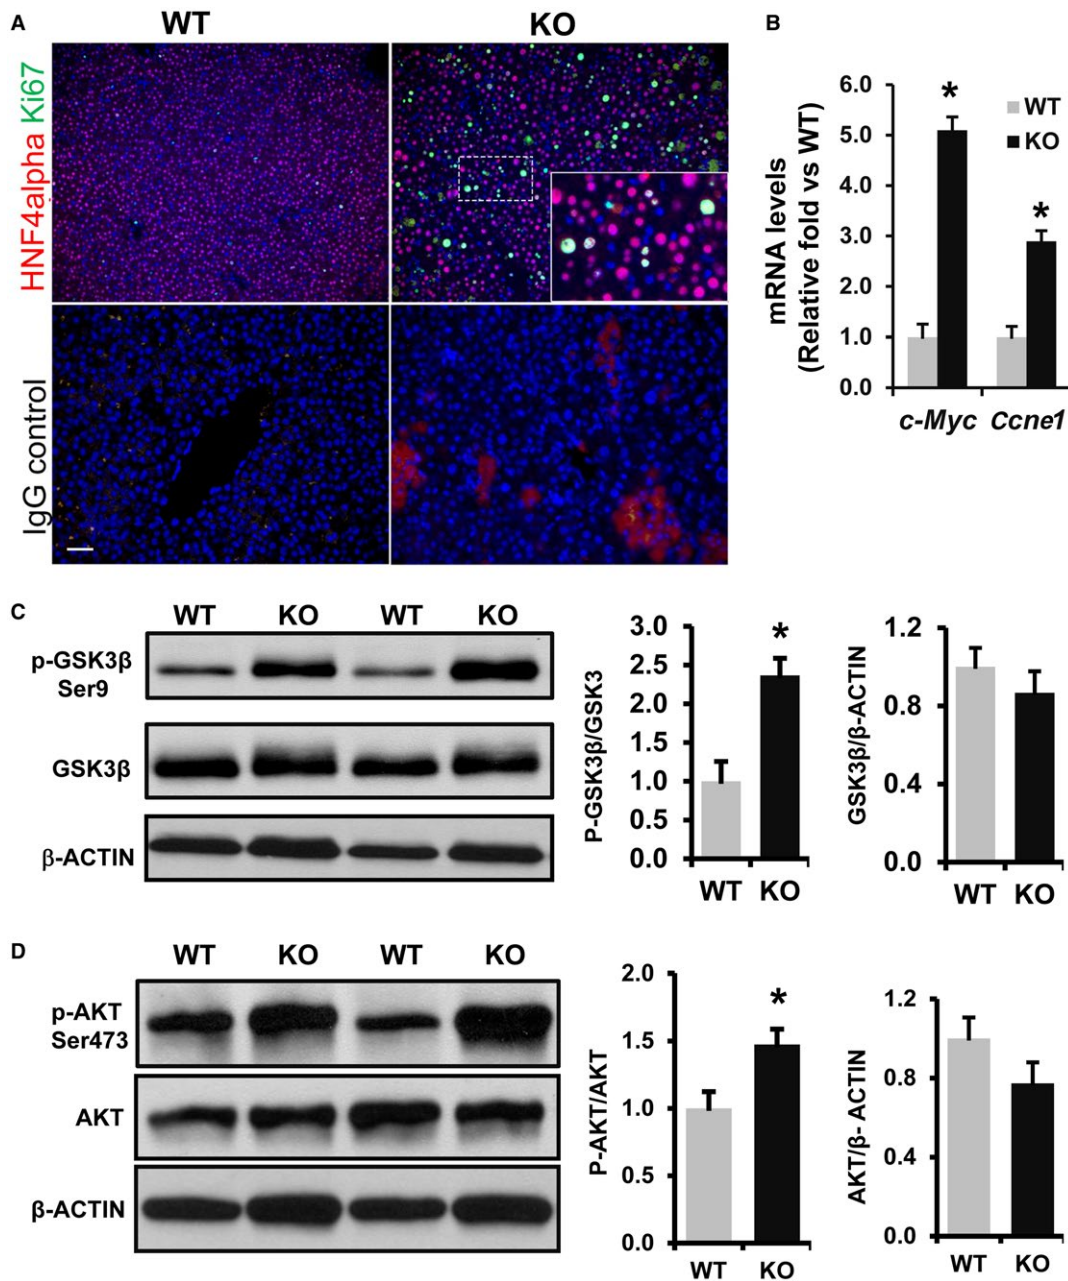 A
WT
KO
HNF4alpha Ki67
IgG control
B
mRNA levels
(Relative fold vs WT)
6.0
5.0
4.0
3.0
2.0
1.0
0.0
*
*
WT
KO
c-Myc Ccne1
C
WT KO WT KO
p-GSK3β
Ser9
GSK3β
β-ACTIN
P-GSK3β/GSK3
3.0
2.5
2.0
1.5
1.0
0.5
0.0
*
WT KO
GSK3β/β-ACTIN
1.2
0.8
0.4
0.0
WT KO
D
WT KO WT KO
p-AKT
Ser473
AKT
β-ACTIN
P-AKT/AKT
2.0
1.5
1.0
0.5
0.0
*
WT KO
AKT/β- ACTIN
1.2
0.8
0.4
0.0
WT KO